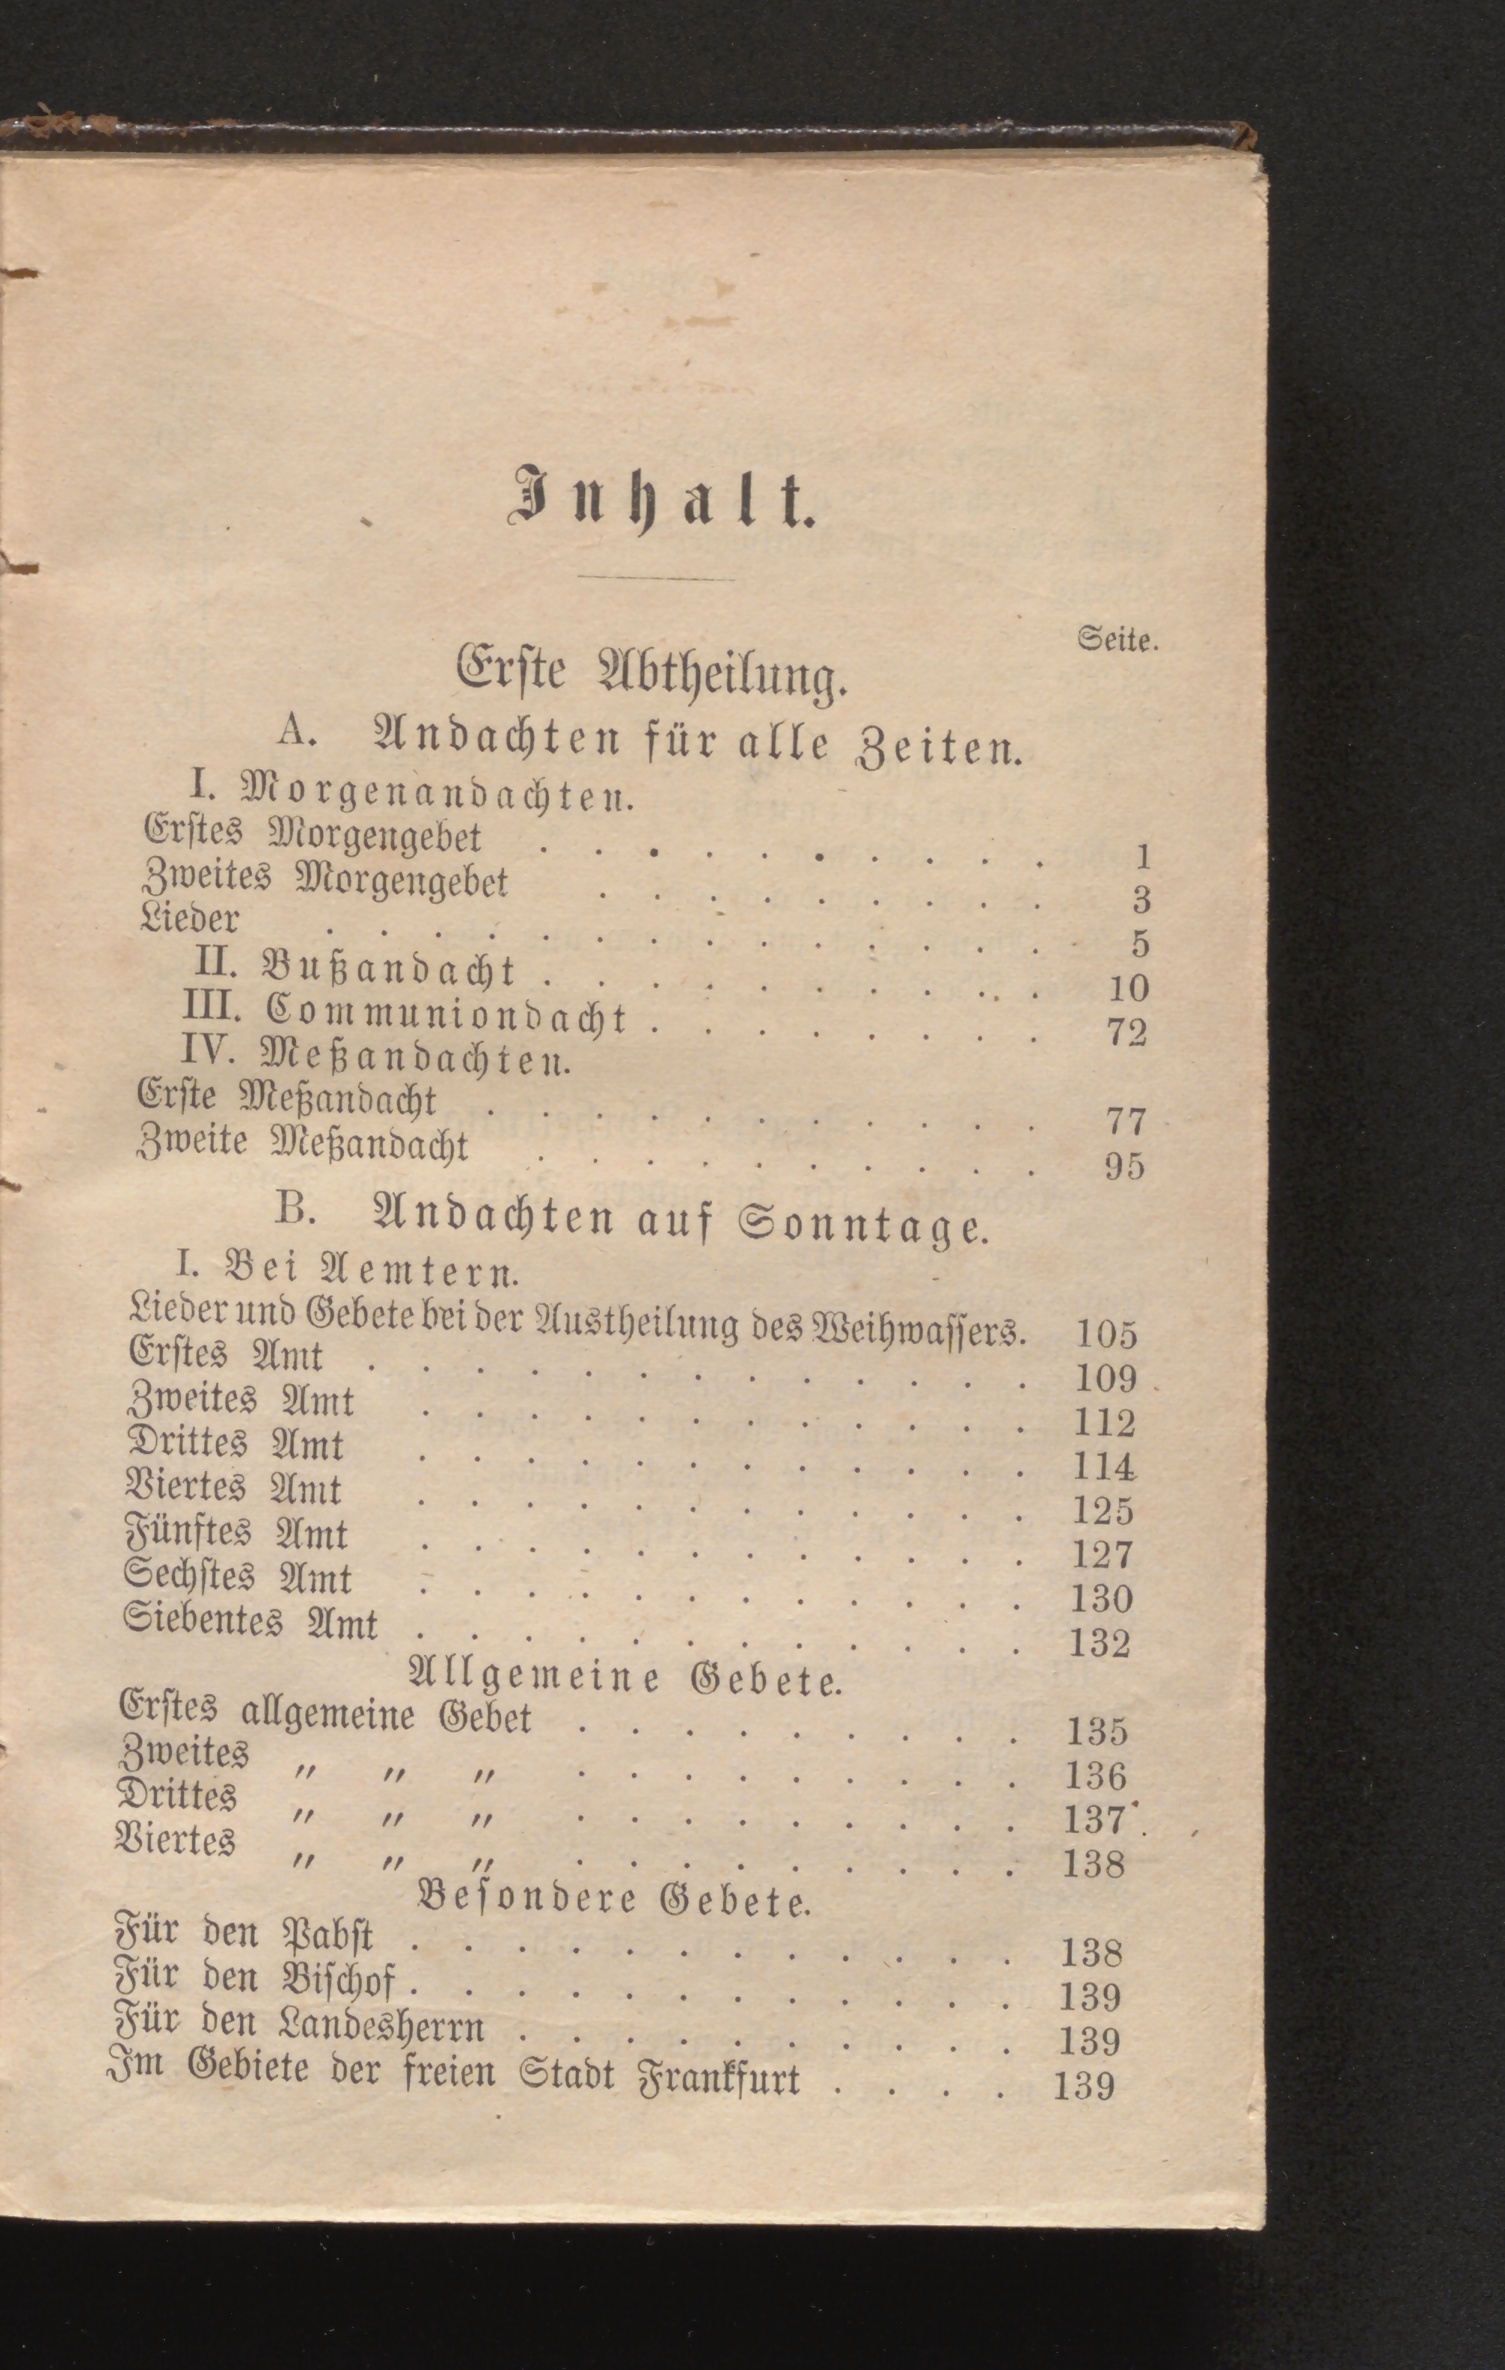 Inhalt.
Seite.
Erste Abtheilung.
A. Andachten für alle Zeiten.
I. Morgenandachten.
Erstes Morgengebet . . . . . . . . . . 1
Zweites Morgengebet . . . . . . . . . 3
Lieder . . . . . . . . . . . . . . 5
II. Bußandacht . . . . . . . . . . 10
III. Communiondacht . . . . . . . . 72
IV. Meßandachten.
Erste Meßandacht . . . . . . . . . . . 77
Zweite Meßandacht . . . . . . . . . . 95
B. Andachten auf Sonntage.
I. Bei Aemtern.
Lieder und Gebete bei der Austheilung des Weihwassers. 105
Erstes Amt . . . . . . . . . . . . . 109
Zweites Amt . . . . . . . . . . . . 112
Drittes Amt . . . . . . . . . . . . 114
Viertes Amt . . . . . . . . . . . . 125
Fünftes Amt . . . . . . . . . . . . 127
Sechstes Amt . . . . . . . . . . . . 130
Siebentes Amt . . . . . . . . . . . . 132
Allgemeine Gebete.
Erstes allgemeine Gebet . . . . . . . . . 135
Zweites „ „ „ . . . . . . . . . 136
Drittes „ „ „ . . . . . . . . . 137
Viertes „ „ „ . . . . . . . . . 138
Besondere Gebete.
Für den Pabst . . . . . . . . . . . . 138
Für den Bischof . . . . . . . . . . . . 139
Für den Landesherrn . . . . . . . . . . 139
Im Gebiete der freien Stadt Frankfurt . . . . 139